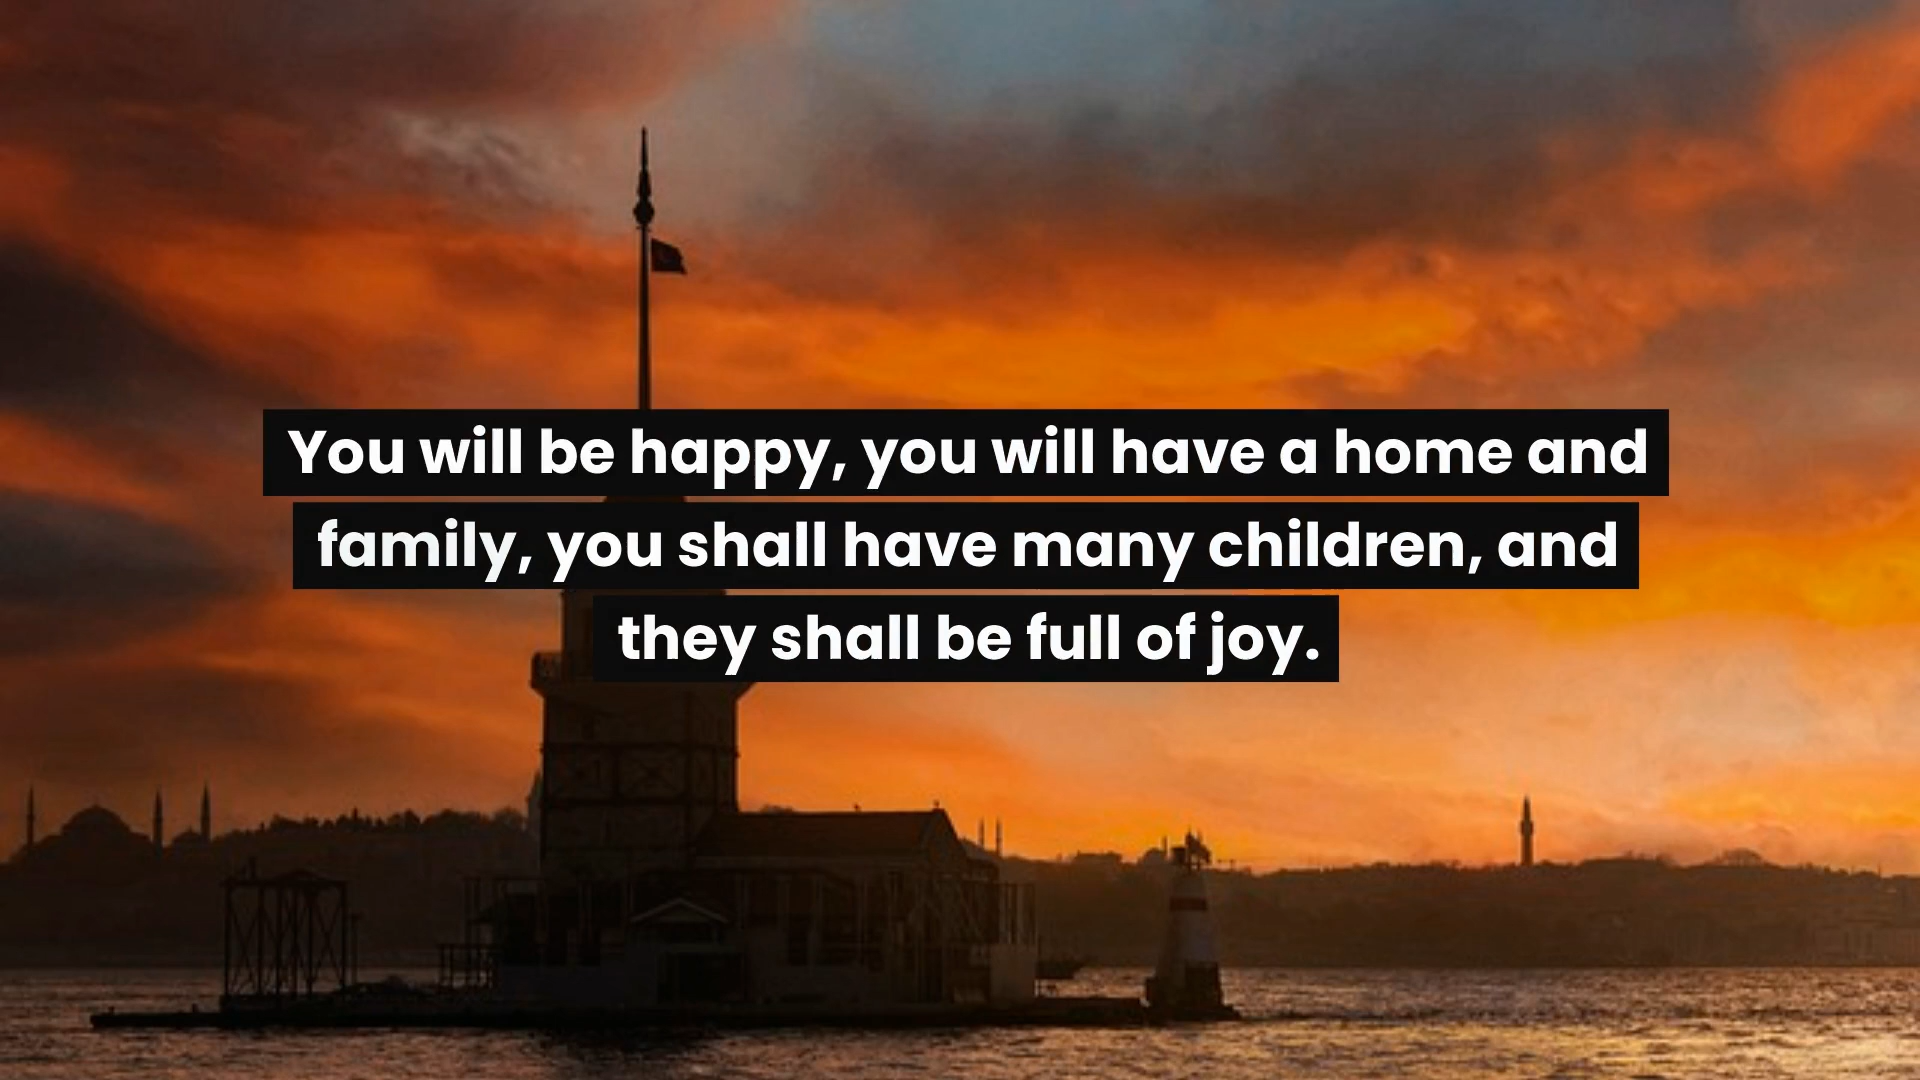 You will be happy, you will have a home and
family, you shall have many children, and
they shall be full of joy.